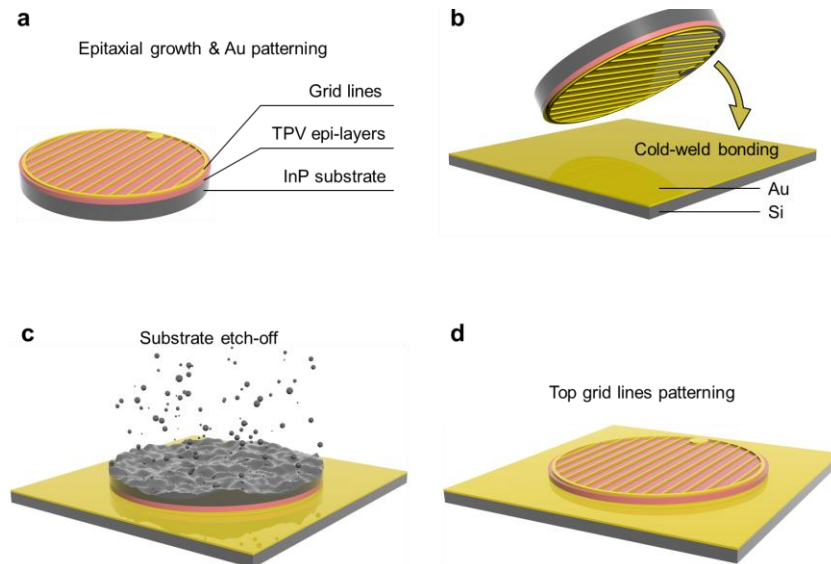 a
Epitaxial growth & Au patterning
Grid lines
TPV epi-layers
InP substrate
b
Cold-weld bonding
Au
Si
c
Substrate etch-off
d
Top grid lines patterning